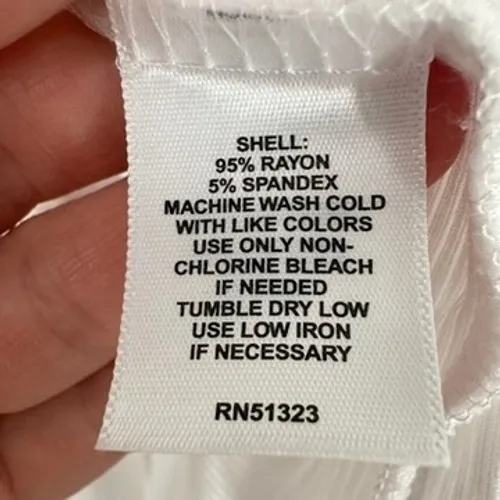 SHELL:
95% RAYON
5% SPANDEX
MACHINE WASH COLD
WITH LIKE COLORS
USE ONLY NON-
CHLORINE BLEACH
IF NEEDED
TUMBLE DRY LOW
USE LOW IRON
IF NECESSARY
RN51323